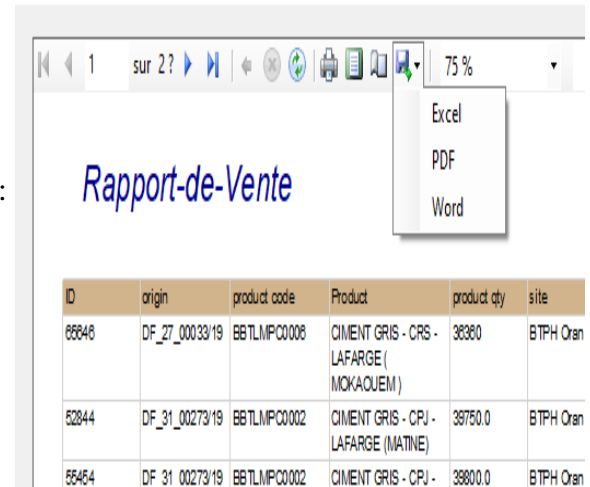 1 sur 2? 75 %
Excel
PDF
Word
:
Rapport-de-Vente
ID origin product code Product product qty site
65846 DF_27_00033/19 BBTLMPC0006 CIMENT GRIS - CRS - 36380 BTPH Oran
LAFARGE (
MOKAOUEM )
52844 DF_31_00273/19 BBTLMPC0002 CIMENT GRIS - CPJ - 39750.0 BTPH Oran
LAFARGE (MATINE)
55454 DF_31_00273/19 BBTLMPC0002 CIMENT GRIS - CPJ - 39800.0 BTPH Oran